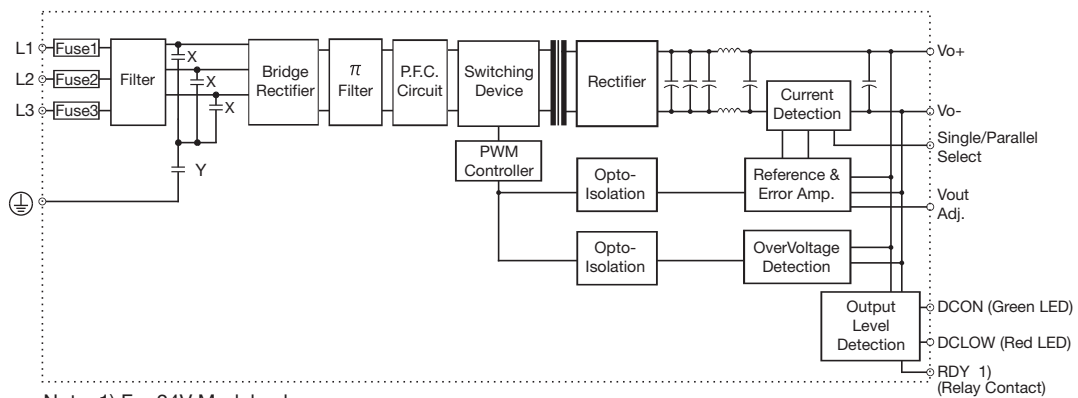 L1
Fuse1
L2
Fuse2
L3
Fuse3
Filter
X
X
X
Y
Bridge
Rectifier
π
Filter
P.F.C.
Circuit
Switching
Device
Rectifier
PWM
Controller
Opto-
Isolation
Opto-
Isolation
Current
Detection
Reference &
Error Amp.
OverVoltage
Detection
Output
Level
Detection
Vo+
Vo-
Single/Parallel
Select
Vout
Adj.
DCON (Green LED)
DCLOW (Red LED)
RDY 1)
(Relay Contact)